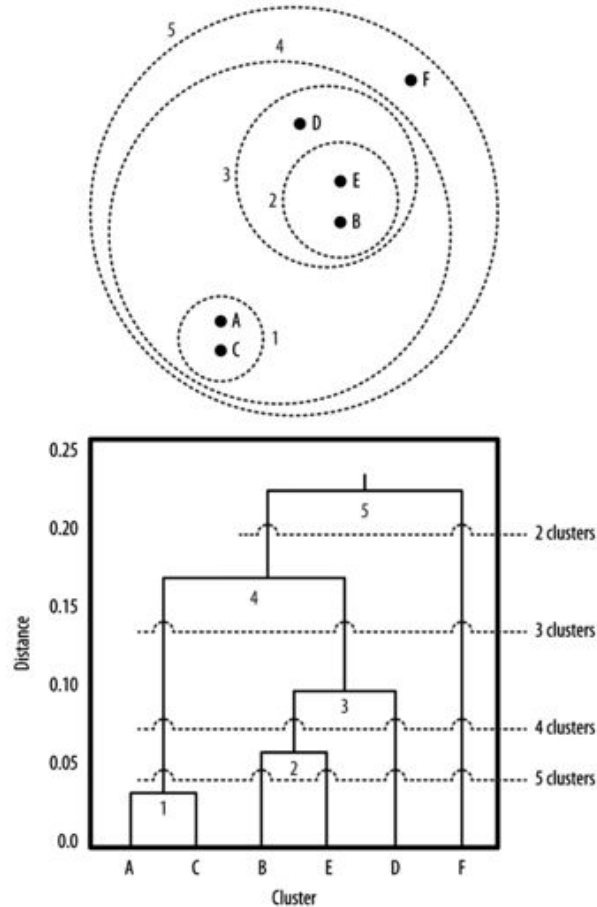 5
4
F
D
3
E
2
B
A
1
C
0.25
5
0.20
2 clusters
4
0.15
3 clusters
Distance
0.10
3
4 clusters
0.05
2
5 clusters
1
0.0
A C B E D F
Cluster